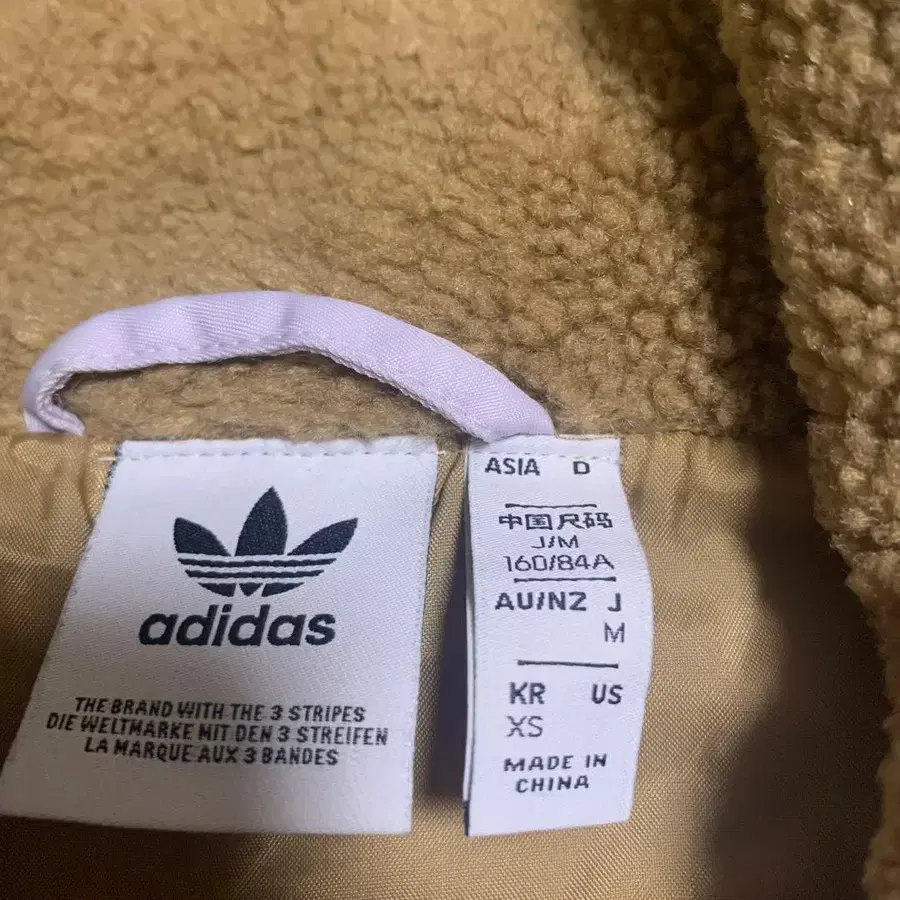 adidas
THE BRAND WITH THE 3 STRIPES
DIE WELTMARKE MIT DEN 3 STREIFEN
LA MARQUE AUX 3 BANDES
ASIA D
中国尺码
J/M
160/84A
AU/NZ J
M
KR US
XS
MADE IN
CHINA